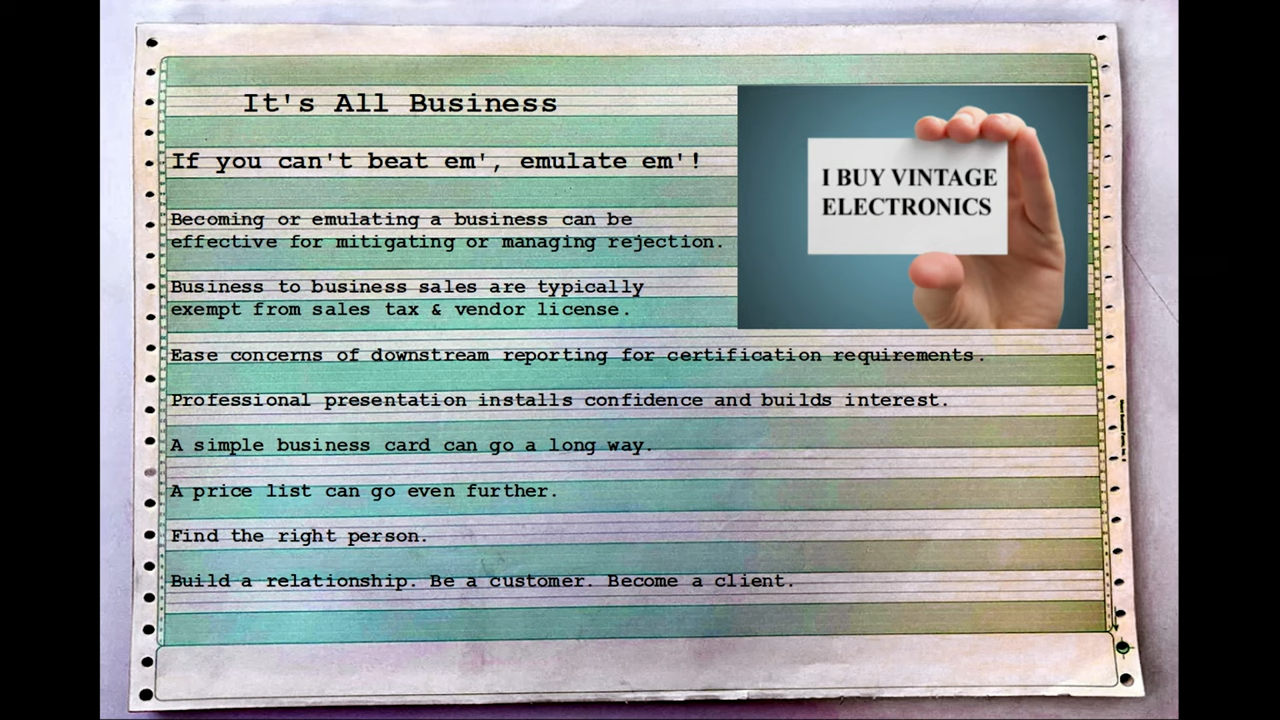 It's All Business
If you can't beat em', emulate em'!
Becoming or emulating a business can be
effective for mitigating or managing rejection.
Business to business sales are typically
exempt from sales tax & vendor license.
I BUY VINTAGE
ELECTRONICS
Ease concerns of downstream reporting for certification requirements.
Professional presentation installs confidence and builds interest.
A simple business card can go a long way.
A price list can go even further.
Find the right person.
Build a relationship. Be a customer. Become a client.